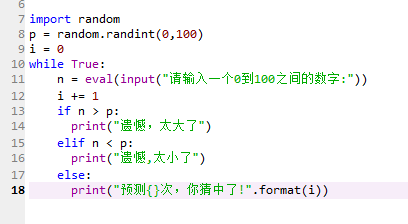 6
7 import random
8 p = random.randint(0,100)
9 i = 0
10 while True:
11     n = eval(input("请输入一个0到100之间的数字:"))
12     i += 1
13     if n > p:
14       print("遗憾，太大了")
15     elif n < p:
16       print("遗憾,太小了")
17     else:
18       print("预测{}次，你猜中了!".format(i))